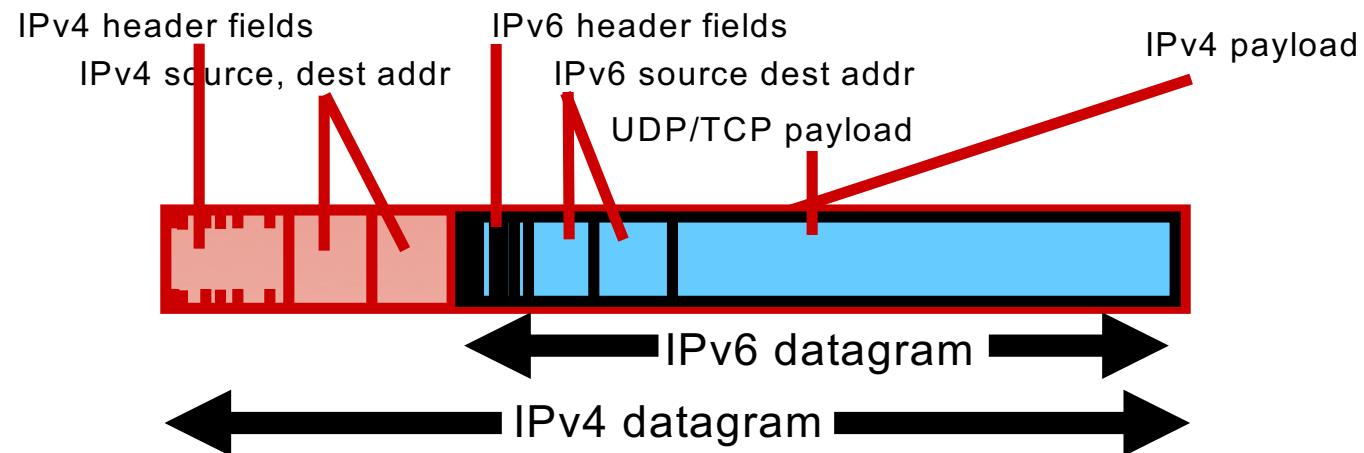 IPv4 header fields
IPv6 header fields
IPv4 payload
IPv4 source, dest addr
IPv6 source dest addr
UDP/TCP payload
IPv6 datagram
IPv4 datagram